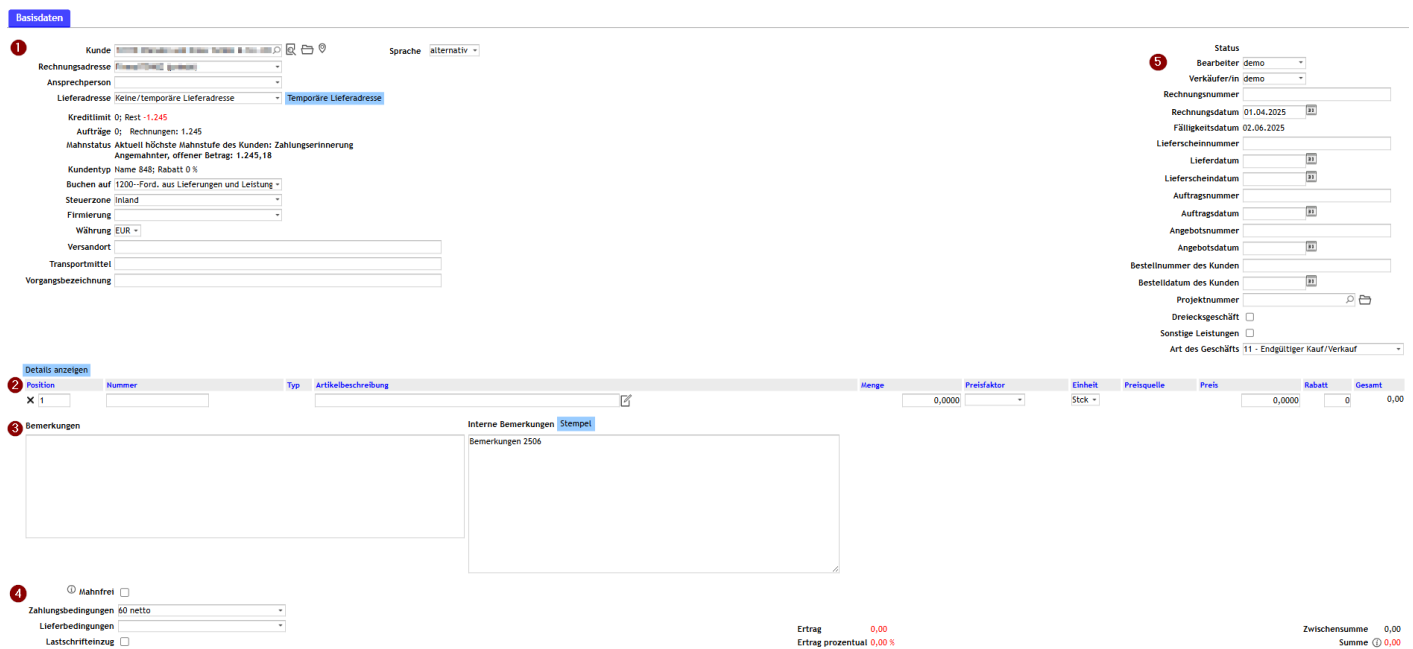 Basisdaten
1
Kunde
Sprache alternativ
Rechnungsadresse
Ansprechperson
Lieferadresse Keine/temporäre Lieferadresse Temporäre Lieferadresse
Kreditlimit 0; Rest -1.245
Aufträge 0; Rechnungen: 1.245
Mahnstatus Aktuell höchste Mahnstufe des Kunden: Zahlungserinnerung
Angemahnter, offener Betrag: 1.245,18
Kundentyp Name 848; Rabatt 0 %
Buchen auf 1200--Ford. aus Lieferungen und Leistung
Steuerzone Inland
Firmierung
Währung EUR
Versandort
Transportmittel
Vorgangsbezeichnung
Status
5
Bearbeiter demo
Verkäufer/in demo
Rechnungsnummer
Rechnungsdatum 01.04.2025
Fälligkeitsdatum 02.06.2025
Lieferscheinnummer
Lieferdatum
Lieferscheindatum
Auftragsnummer
Auftragsdatum
Angebotsnummer
Angebotsdatum
Bestellnummer des Kunden
Bestelldatum des Kunden
Projektnummer
Dreiecksgeschäft
Sonstige Leistungen
Art des Geschäfts 11 - Endgültiger Kauf/Verkauf
Details anzeigen
2 Position Nummer Typ Artikelbeschreibung Menge Preisfaktor Einheit Preisquelle Preis Rabatt Gesamt
1 0,0000 Stck 0,0000 0 0,00
3 Bemerkungen
Interne Bemerkungen Stempel
Bemerkungen 2506
4
Mahnfrei
Zahlungsbedingungen 60 netto
Lieferbedingungen
Lastschrifteinzug
Ertrag 0,00
Ertrag prozentual 0,00 %
Zwischensumme 0,00
Summe 0,00